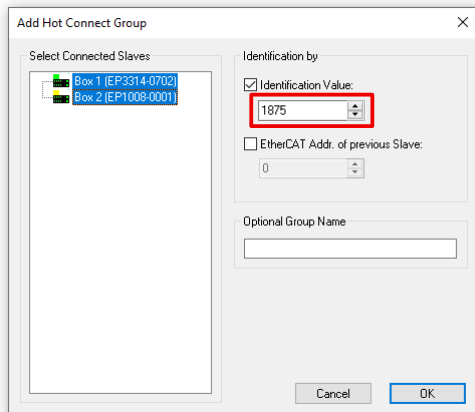 Add Hot Connect Group
Select Connected Slaves
Box 1 (EP3314-0702)
Box 2 (EP1008-0001)
Identification by
Identification Value:
1875
EtherCAT Addr. of previous Slave:
0
Optional Group Name
Cancel
OK